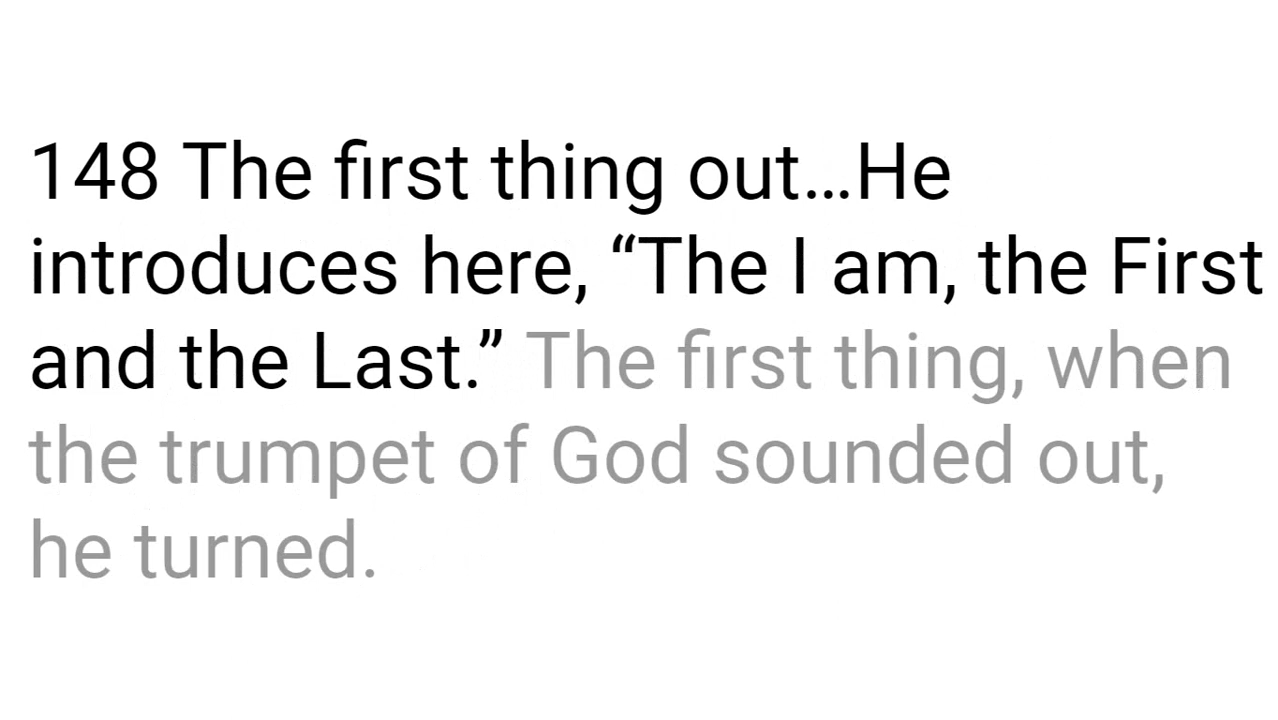 148 The first thing out…He
introduces here, “The I am, the First
and the Last.” The first thing, when
the trumpet of God sounded out,
he turned.